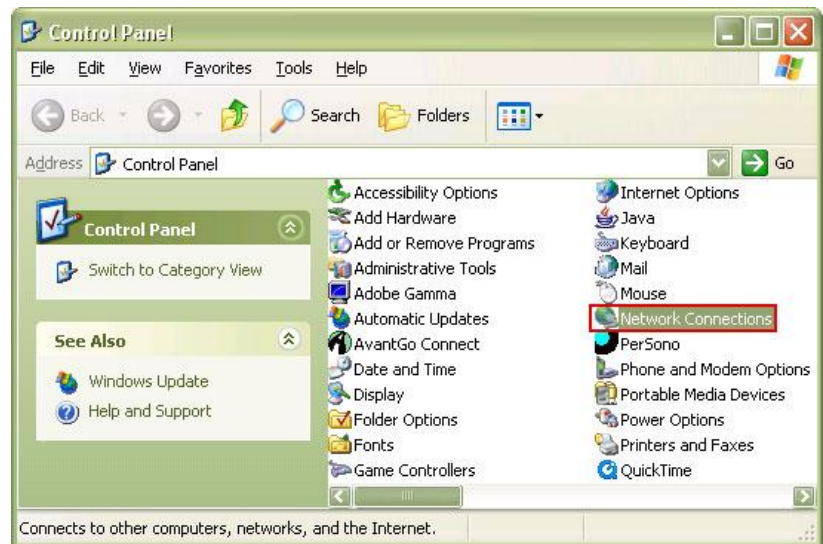 Control Panel
File Edit View Favorites Tools Help
Back Search Folders
Address Control Panel Go
Control Panel
Switch to Category View
See Also
Windows Update
Help and Support
Accessibility Options
Add Hardware
Add or Remove Programs
Administrative Tools
Adobe Gamma
Automatic Updates
AvantGo Connect
Date and Time
Display
Folder Options
Fonts
Game Controllers
Internet Options
Java
Keyboard
Mail
Mouse
Network Connections
PerSono
Phone and Modem Options
Portable Media Devices
Power Options
Printers and Faxes
QuickTime
Connects to other computers, networks, and the Internet.